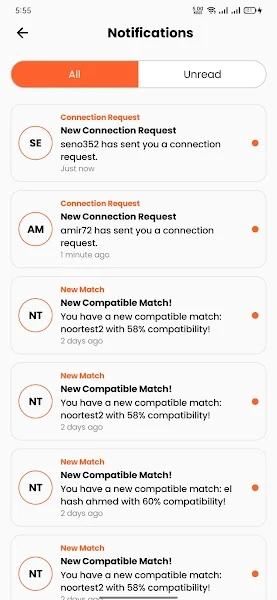 5:55
Notifications
All
Unread
Connection Request
SE
New Connection Request
seno352 has sent you a connection
request.
Just now
Connection Request
AM
New Connection Request
amir72 has sent you a connection
request.
1 minute ago
New Match
NT
New Compatible Match!
You have a new compatible match:
noortest2 with 58% compatibility!
2 days ago
New Match
NT
New Compatible Match!
You have a new compatible match:
noortest2 with 58% compatibility!
2 days ago
New Match
NT
New Compatible Match!
You have a new compatible match: el
hash ahmed with 60% compatibility!
2 days ago
New Match
NT
New Compatible Match!
You have a new compatible match:
noortest2 with 58% compatibility!
2 days ago